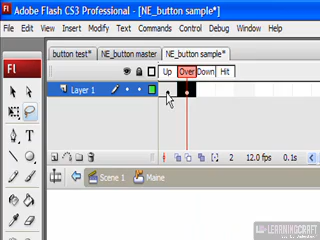 Adobe Flash CS3 Professional - [NE_button sample*]
File Edit View Insert Modify Text Commands Control Debug Window Help
button test* NE_button master NE_button sample*
Fl Up Over Down Hit
Layer 1
2 12.0 fps 0.1s
Scene 1 Maine
LEARNINGCRAFT